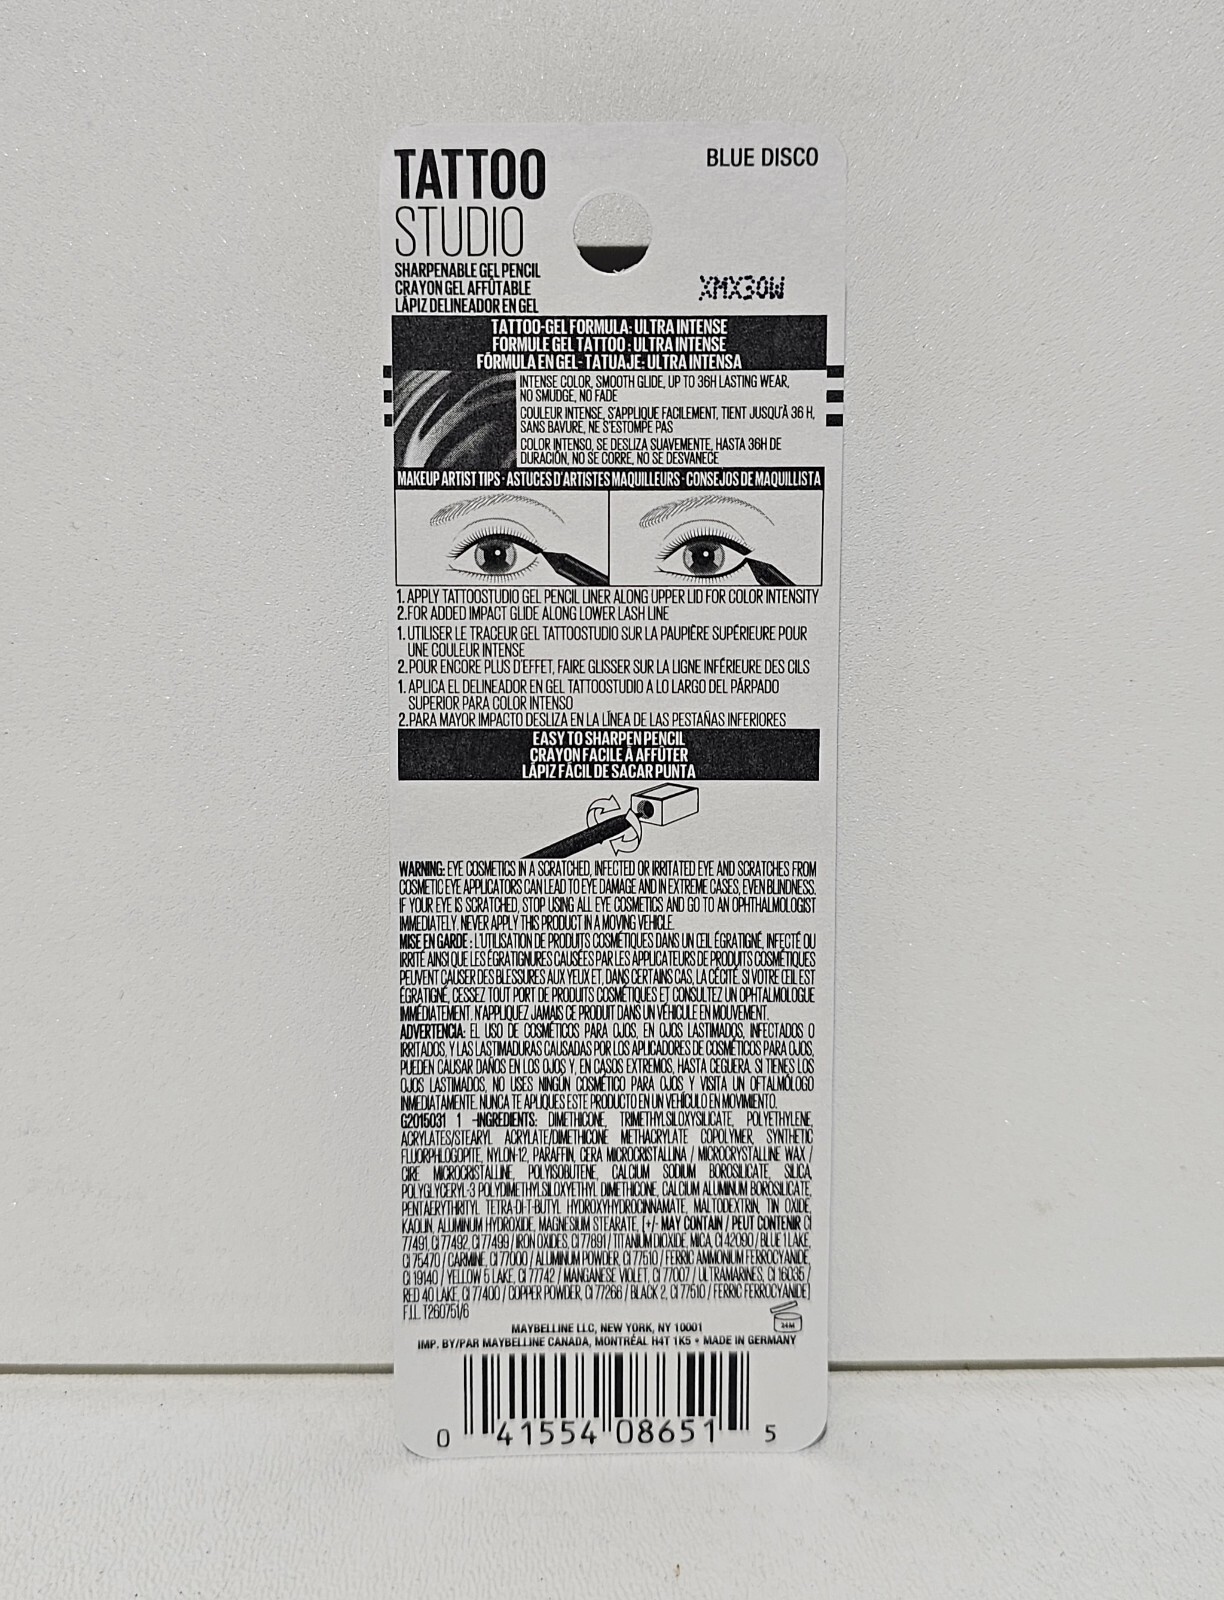 TATTOO
STUDIO
SHARPENABLE GEL PENCIL
CRAYON GEL AFFÛTABLE
LÁPIZ DELINEADOR EN GEL
BLUE DISCO
XMX30W
TATTOO-GEL FORMULA: ULTRA INTENSE
FORMULE GEL TATTOO : ULTRA INTENSE
FÓRMULA EN GEL- TATUAJE: ULTRA INTENSA
INTENSE COLOR, SMOOTH GLIDE, UP TO 36H LASTING WEAR,
NO SMUDGE, NO FADE
COULEUR INTENSE, S'APPLIQUE FACILEMENT, TIENT JUSQU'À 36 H,
SANS BAVURE, NE S'ESTOMPE PAS
COLOR INTENSO, SE DESLIZA SUAVEMENTE, HASTA 36H DE
DURACIÓN, NO SE CORRE, NO SE DESVANECE
MAKEUP ARTIST TIPS · ASTUCES D'ARTISTES MAQUILLEURS · CONSEJOS DE MAQUILLISTA
1. APPLY TATTOOSTUDIO GEL PENCIL LINER ALONG UPPER LID FOR COLOR INTENSITY
2.FOR ADDED IMPACT GLIDE ALONG LOWER LASH LINE
1. UTILISER LE TRACEUR GEL TATTOOSTUDIO SUR LA PAUPIÈRE SUPÉRIEURE POUR
UNE COULEUR INTENSE
2.POUR ENCORE PLUS D'EFFET, FAIRE GLISSER SUR LA LIGNE INFÉRIEURE DES CILS
1. APLICA EL DELINEADOR EN GEL TATTOOSTUDIO A LO LARGO DEL PÁRPADO
SUPERIOR PARA COLOR INTENSO
2.PARA MAYOR IMPACTO DESLIZA EN LA LÍNEA DE LAS PESTAÑAS INFERIORES
EASY TO SHARPEN PENCIL
CRAYON FACILE À AFFÛTER
LÁPIZ FÁCIL DE SACAR PUNTA
WARNING: EYE COSMETICS IN A SCRATCHED, INFECTED OR IRRITATED EYE AND SCRATCHES FROM
COSMETIC EYE APPLICATORS CAN LEAD TO EYE DAMAGE AND IN EXTREME CASES, EVEN BLINDNESS.
IF YOUR EYE IS SCRATCHED, STOP USING ALL EYE COSMETICS AND GO TO AN OPHTHALMOLOGIST
IMMEDIATELY. NEVER APPLY THIS PRODUCT IN A MOVING VEHICLE.
MISE EN GARDE : L'UTILISATION DE PRODUITS COSMÉTIQUES DANS UN ŒIL ÉGRATIGNÉ, INFECTÉ OU
IRRITÉ AINSI QUE LES ÉGRATIGNURES CAUSÉES PAR LES APPLICATEURS DE PRODUITS COSMÉTIQUES
PEUVENT CAUSER DES BLESSURES AUX YEUX ET, DANS CERTAINS CAS, LA CÉCITÉ. SI VOTRE ŒIL EST
ÉGRATIGNÉ, CESSEZ TOUT PORT DE PRODUITS COSMÉTIQUES ET CONSULTEZ UN OPHTALMOLOGUE
IMMÉDIATEMENT. N'APPLIQUEZ JAMAIS CE PRODUIT DANS UN VÉHICULE EN MOUVEMENT.
ADVERTENCIA: EL USO DE COSMÉTICOS PARA OJOS, EN OJOS LASTIMADOS, INFECTADOS O
IRRITADOS, Y LAS LASTIMADURAS CAUSADAS POR LOS APLICADORES DE COSMÉTICOS PARA OJOS,
PUEDEN CAUSAR DAÑOS EN LOS OJOS Y, EN CASOS EXTREMOS, HASTA CEGUERA. SI TIENES LOS
OJOS LASTIMADOS, NO USES NINGÚN COSMÉTICO PARA OJOS Y VISITA UN OFTALMÓLOGO
INMEDIATAMENTE. NUNCA TE APLIQUES ESTE PRODUCTO EN UN VEHÍCULO EN MOVIMIENTO.
G2015031 1 -INGREDIENTS: DIMETHICONE, TRIMETHYLSILOXYSILICATE, POLYETHYLENE,
ACRYLATES/STEARYL ACRYLATE/DIMETHICONE METHACRYLATE COPOLYMER, SYNTHETIC
FLUORPHLOGOPITE, NYLON-12, PARAFFIN, CERA MICROCRISTALLINA / MICROCRYSTALLINE WAX /
CIRE MICROCRISTALLINE, POLYISOBUTENE, CALCIUM SODIUM BOROSILICATE, SILICA,
POLYGLYCERYL-3 POLYDIMETHYLSILOXYETHYL DIMETHICONE, CALCIUM ALUMINUM BOROSILICATE,
PENTAERYTHRITYL TETRA-DI-T-BUTYL HYDROXYHYDROCINNAMATE, MALTODEXTRIN, TIN OXIDE,
KAOLIN, ALUMINUM HYDROXIDE, MAGNESIUM STEARATE, [+/- MAY CONTAIN / PEUT CONTENIR CI
77491, CI 77492, CI 77499 / IRON OXIDES, CI 77891 / TITANIUM DIOXIDE, MICA, CI 42090 / BLUE 1 LAKE,
CI 75470 / CARMINE, CI 77000 / ALUMINUM POWDER, CI 77510 / FERRIC AMMONIUM FERROCYANIDE,
CI 19140 / YELLOW 5 LAKE, CI 77742 / MANGANESE VIOLET, CI 77007 / ULTRAMARINES, CI 16035 /
RED 40 LAKE, CI 77400 / COPPER POWDER, CI 77266 / BLACK 2, CI 77510 / FERRIC FERROCYANIDE]
F.I.L. T260751/6
24M
MAYBELLINE LLC, NEW YORK, NY 10001
IMP. BY/PAR MAYBELLINE CANADA, MONTRÉAL H4T 1K5 • MADE IN GERMANY
0 41554 08651 5